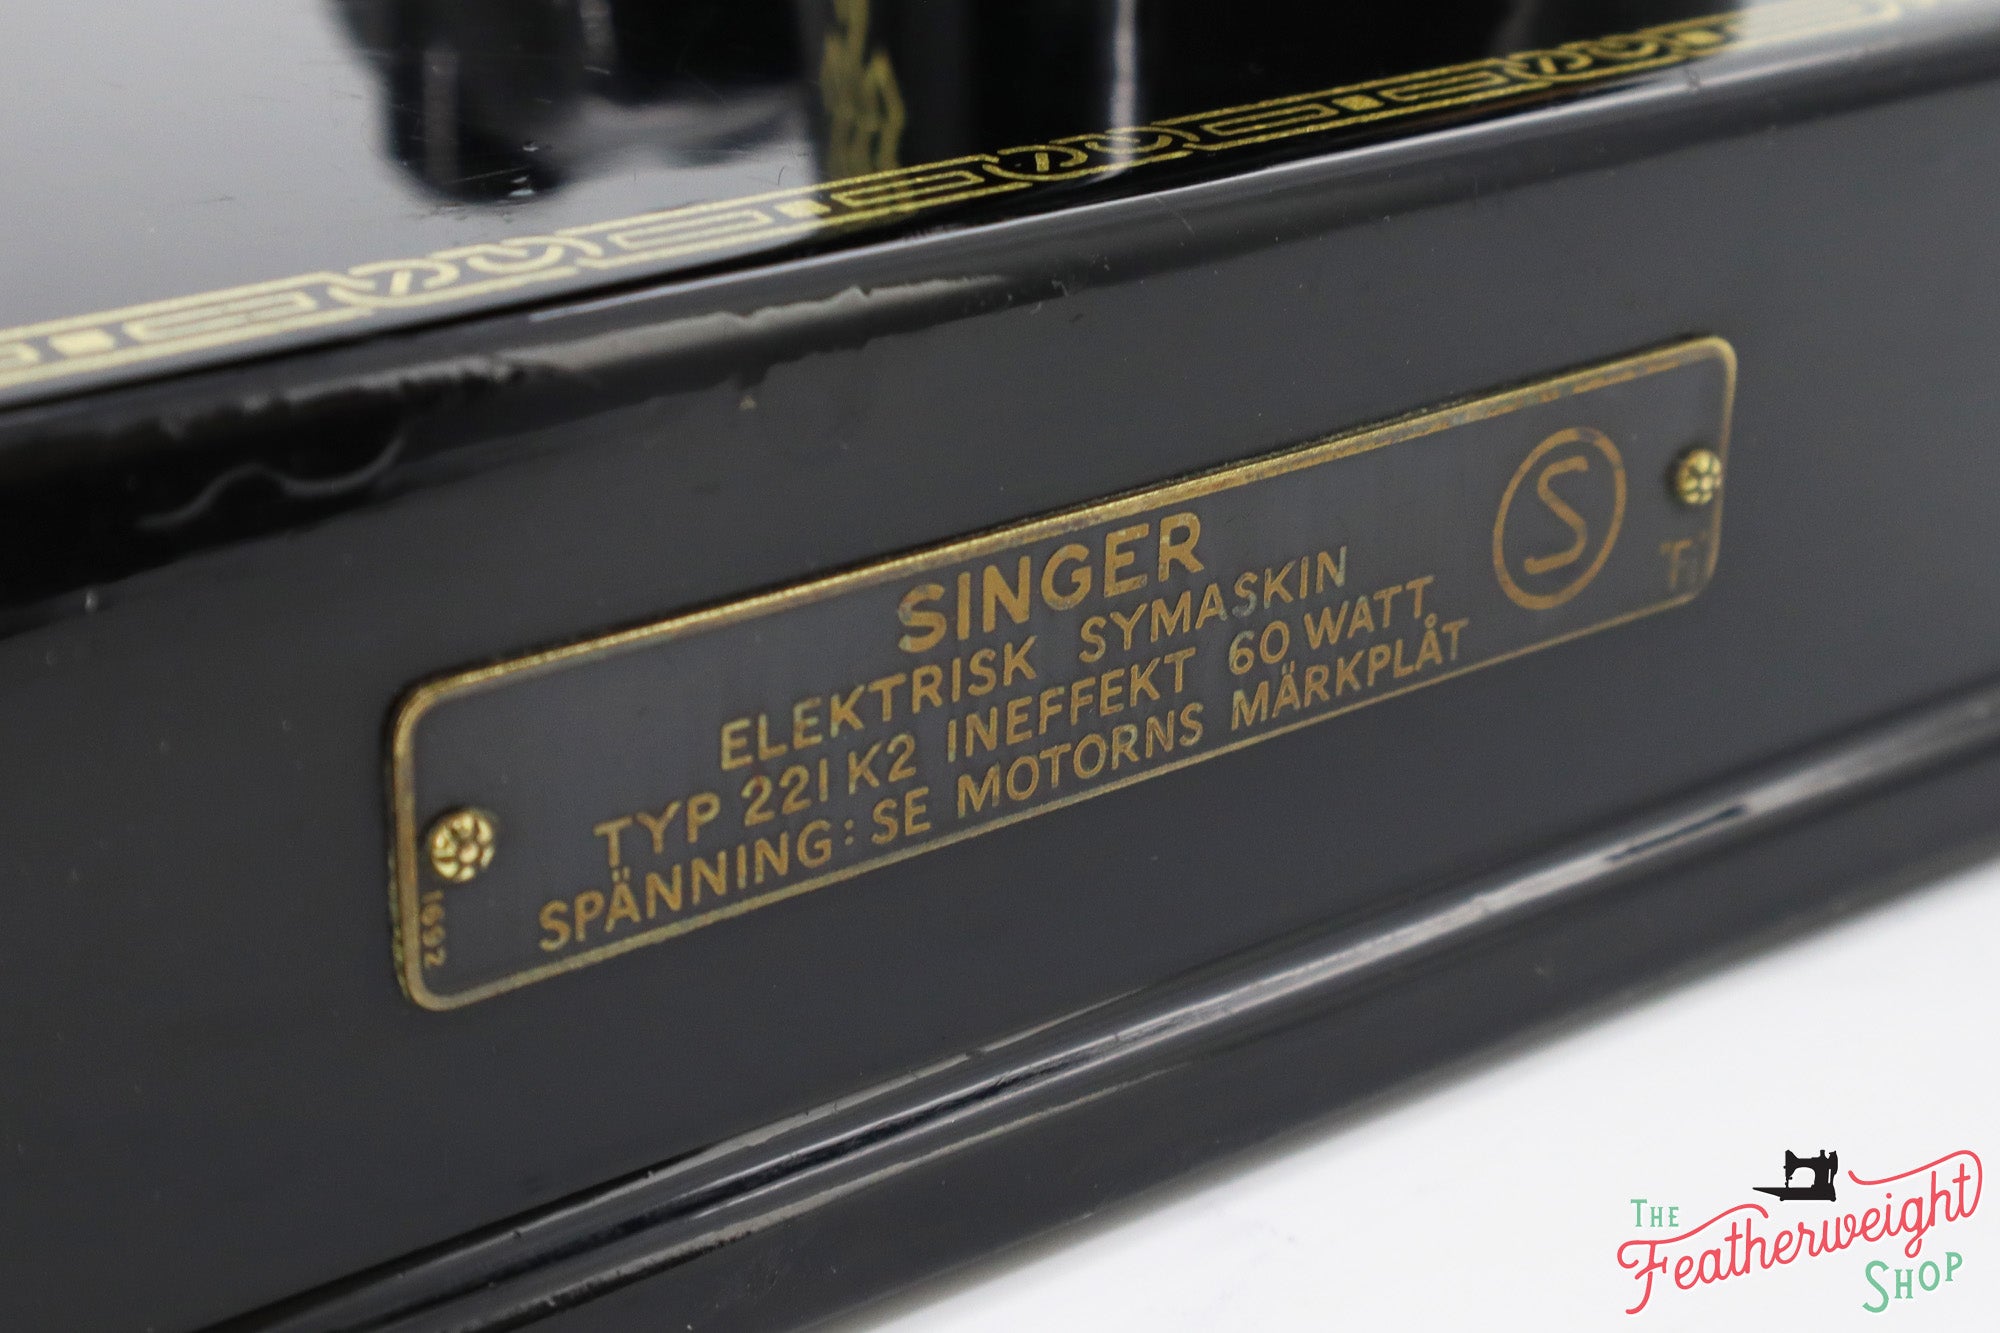 SINGER
ELEKTRISK SYMASKIN
TYP 221 K2 INEFFEKT 60 WATT
SPÄNNING: SE MOTORNS MÄRKPLÅT
S
1692
THE
Featherweight
SHOP